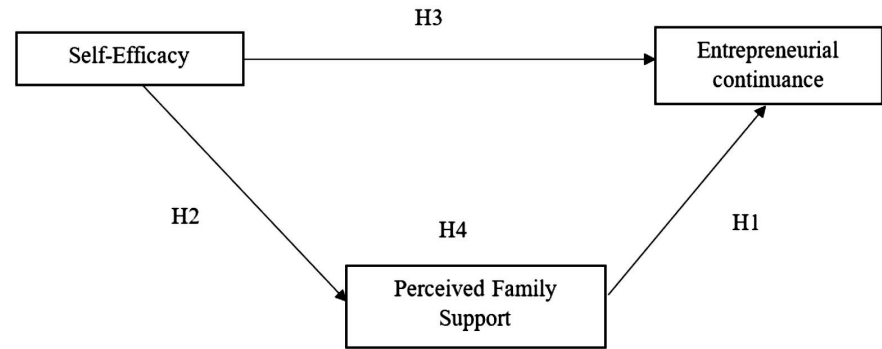 H3
Self-Efficacy
Entrepreneurial
continuance
H2
H4
H1
Perceived Family
Support